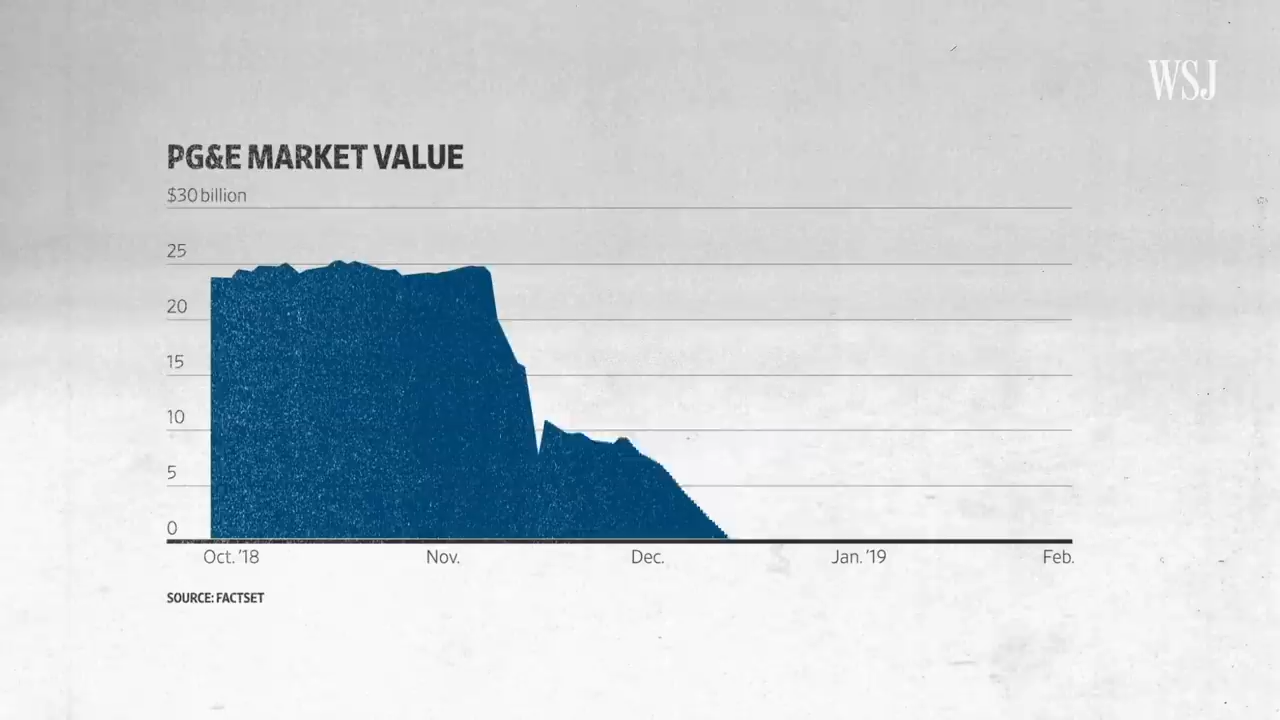 WSJ
PG&E MARKET VALUE
$30 billion
25
20
15
10
5
0
Oct. '18 Nov. Dec. Jan. '19 Feb.
SOURCE: FACTSET